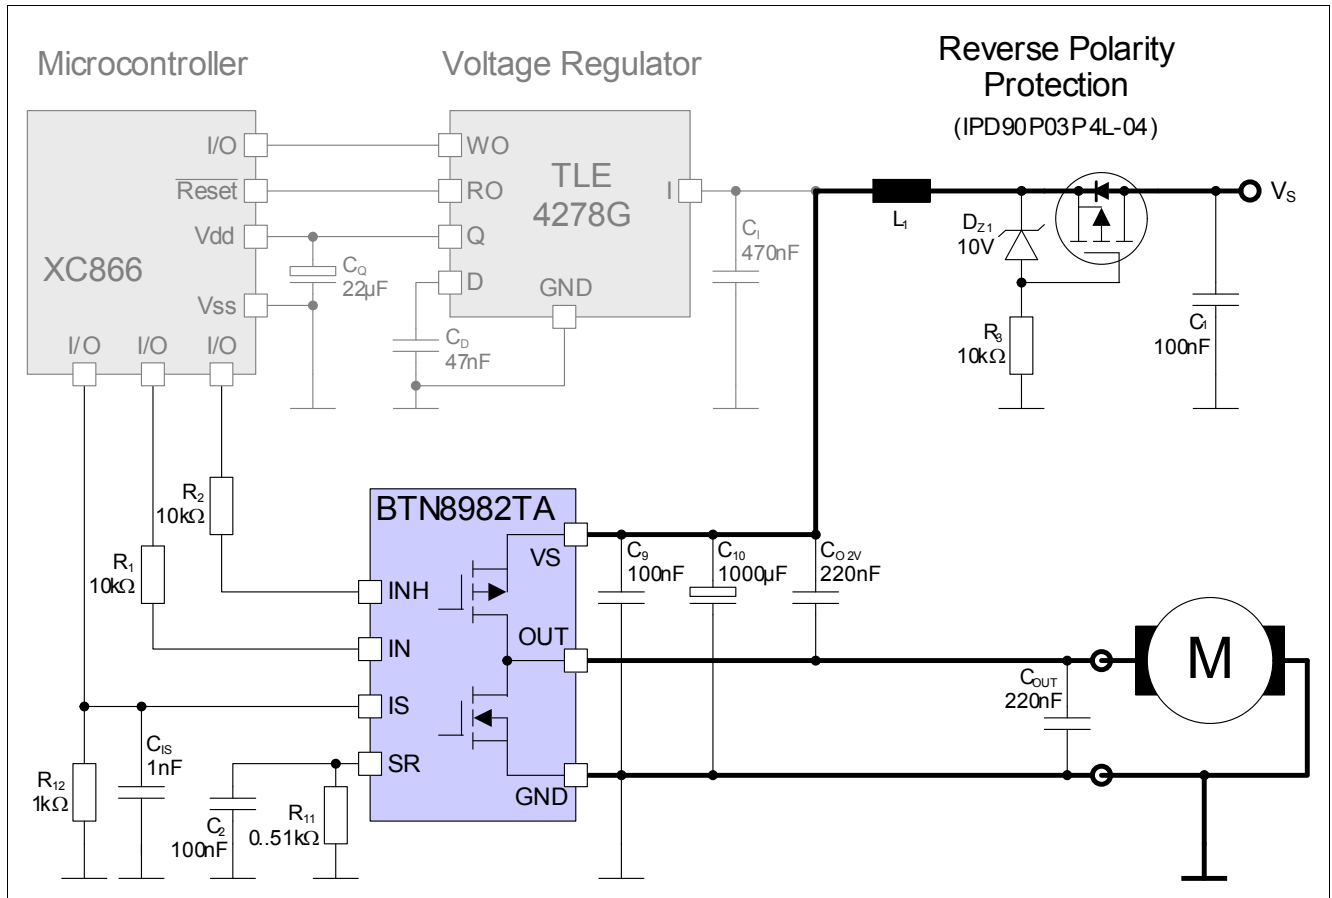 Microcontroller
Voltage Regulator
Reverse Polarity
Protection
(IPD90P03P4L-04)
I/O
Reset
Vdd
Vss
XC866
I/O
I/O
I/O
WO
RO
Q
D
TLE
4278G
I
GND
CQ
22µF
CD
47nF
CI
470nF
L1
DZ1
10V
R3
10kΩ
C1
100nF
VS
R2
10kΩ
R1
10kΩ
BTN8982TA
VS
INH
OUT
IN
IS
SR
GND
C9
100nF
C10
1000µF
CO2V
220nF
COUT
220nF
M
CIS
1nF
R12
1kΩ
C2
100nF
R11
0..51kΩ